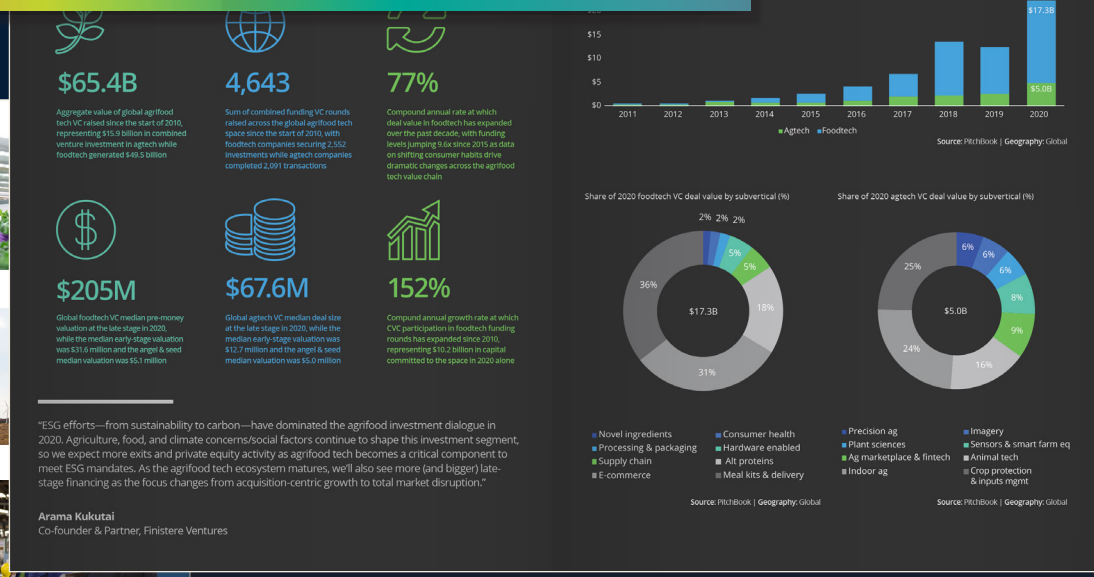 $65.4B
Aggregate value of global agrifood
tech VC raised since the start of 2010,
representing $15.9 billion in combined
venture investment in agtech while
foodtech generated $49.5 billion
4,643
Sum of combined funding VC rounds
raised across the global agrifood tech
space since the start of 2010, with
foodtech companies securing 2,552
investments while agtech companies
completed 2,091 transactions
77%
Compound annual rate at which
deal value in foodtech has expanded
over the past decade, with funding
levels jumping 9.6x since 2015 as data
on shifting consumer habits drive
dramatic changes across the agrifood
tech value chain
$205M
Global foodtech VC median pre-money
valuation at the late stage in 2020,
while the median early-stage valuation
was $31.6 million and the angel & seed
median valuation was $5.1 million
$67.6M
Global agtech VC median deal size
at the late stage in 2020, while the
median early-stage valuation was
$12.7 million and the angel & seed
median valuation was $5.0 million
152%
Compund annual growth rate at which
CVC participation in foodtech funding
rounds has expanded since 2010,
representing $10.2 billion in capital
committed to the space in 2020 alone
“ESG efforts—from sustainability to carbon—have dominated the agrifood investment dialogue in
2020. Agriculture, food, and climate concerns/social factors continue to shape this investment segment,
so we expect more exits and private equity activity as agrifood tech becomes a critical component to
meet ESG mandates. As the agrifood tech ecosystem matures, we’ll also see more (and bigger) late-
stage financing as the focus changes from acquisition-centric growth to total market disruption.”
Arama Kukutai
Co-founder & Partner, Finistere Ventures
$17.3B
$15
$10
$5
$0
$5.0B
2011 2012 2013 2014 2015 2016 2017 2018 2019 2020
Agtech Foodtech
Source: PitchBook | Geography: Global
Share of 2020 foodtech VC deal value by subvertical (%)
2% 2% 2%
5%
5%
18%
31%
36%
$17.3B
Novel ingredients Consumer health
Processing & packaging Hardware enabled
Supply chain Alt proteins
E-commerce Meal kits & delivery
Source: PitchBook | Geography: Global
Share of 2020 agtech VC deal value by subvertical (%)
6%
6%
6%
8%
9%
16%
24%
25%
$5.0B
Precision ag Imagery
Plant sciences Sensors & smart farm eq
Ag marketplace & fintech Animal tech
Indoor ag Crop protection
& inputs mgmt
Source: PitchBook | Geography: Global